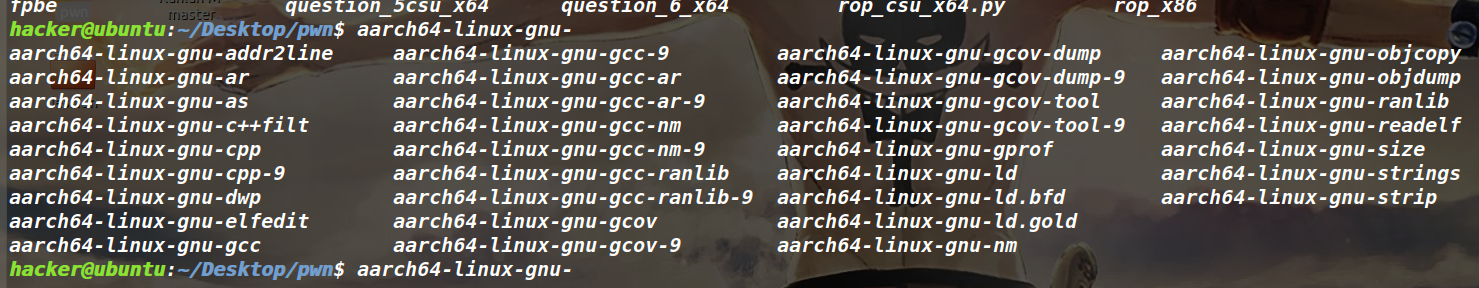 fpbe question_5csu_x64 question_6_x64 rop_csu_x64.py rop_x86
hacker@ubuntu:~/Desktop/pwn$ aarch64-linux-gnu-
aarch64-linux-gnu-addr2line aarch64-linux-gnu-gcc-9 aarch64-linux-gnu-gcov-dump aarch64-linux-gnu-objcopy
aarch64-linux-gnu-ar aarch64-linux-gnu-gcc-ar aarch64-linux-gnu-gcov-dump-9 aarch64-linux-gnu-objdump
aarch64-linux-gnu-as aarch64-linux-gnu-gcc-ar-9 aarch64-linux-gnu-gcov-tool aarch64-linux-gnu-ranlib
aarch64-linux-gnu-c++filt aarch64-linux-gnu-gcc-nm aarch64-linux-gnu-gcov-tool-9 aarch64-linux-gnu-readelf
aarch64-linux-gnu-cpp aarch64-linux-gnu-gcc-nm-9 aarch64-linux-gnu-gprof aarch64-linux-gnu-size
aarch64-linux-gnu-cpp-9 aarch64-linux-gnu-gcc-ranlib aarch64-linux-gnu-ld aarch64-linux-gnu-strings
aarch64-linux-gnu-dwp aarch64-linux-gnu-gcc-ranlib-9 aarch64-linux-gnu-ld.bfd aarch64-linux-gnu-strip
aarch64-linux-gnu-elfedit aarch64-linux-gnu-gcov aarch64-linux-gnu-ld.gold
aarch64-linux-gnu-gcc aarch64-linux-gnu-gcov-9 aarch64-linux-gnu-nm
hacker@ubuntu:~/Desktop/pwn$ aarch64-linux-gnu-
pwn
master